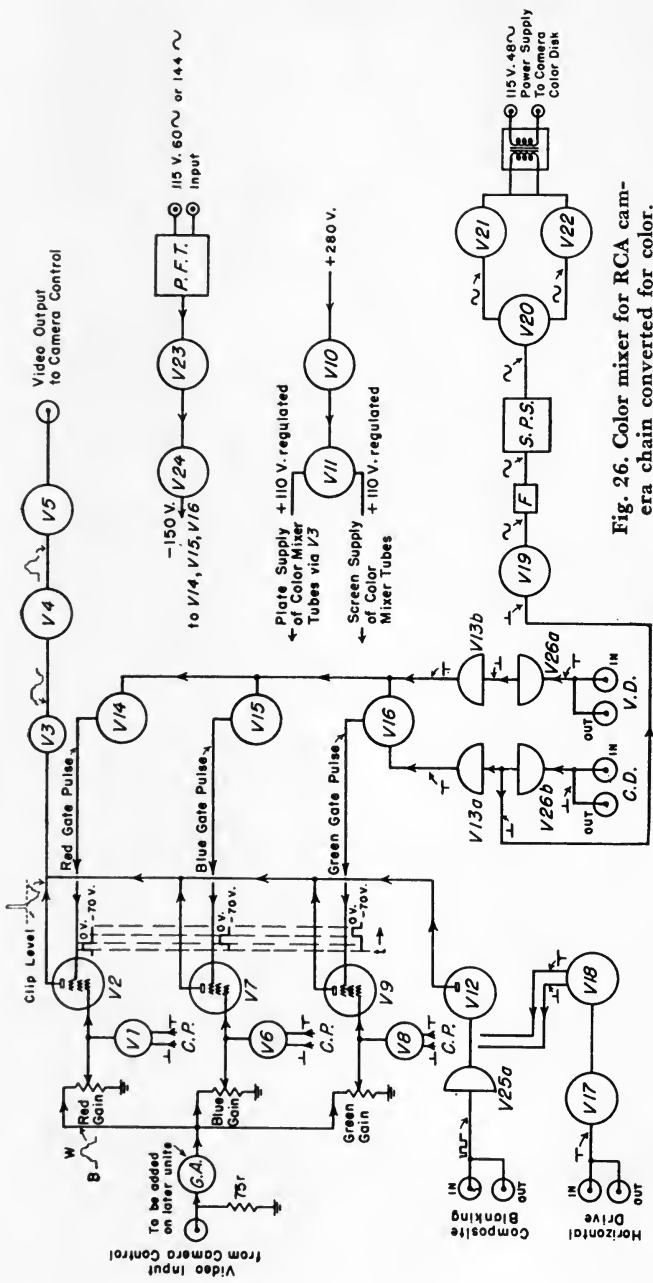 Video Output
to Camera Control
V5
V4
V3
115 V. 60~ or 144~
Input
P.F.T.
V23
V24
-150 V.
to V14, V15, V16
+280 V.
V10
V11
+110 V. regulated
Plate Supply
of Color Mixer
Tubes via V3
+110 V. regulated
Screen Supply
of Color
Mixer Tubes
Clip Level
V2
0 V.
-70 V.
Red Gate Pulse
V14
V7
0 V.
-70 V.
Blue Gate Pulse
V15
V9
0 V.
-70 V.
t
Green Gate Pulse
V16
W
B
Red
Gain
V1
C.P.
Blue
Gain
V6
C.P.
Green
Gain
V8
C.P.
To be added
on later units
G.A.
75r
Video Input
from Camera Control
V12
V25a
IN
OUT
Composite
Blanking
V18
V17
IN
OUT
Horizontal
Drive
V13b
V26a
IN
OUT
V.D.
V13a
V26b
IN
OUT
C.D.
V19
F
S.P.S.
V20
V21
V22
115 V. 48~
Power Supply
To Camera
Color Disk
Fig. 26. Color mixer for RCA cam-
era chain converted for color.